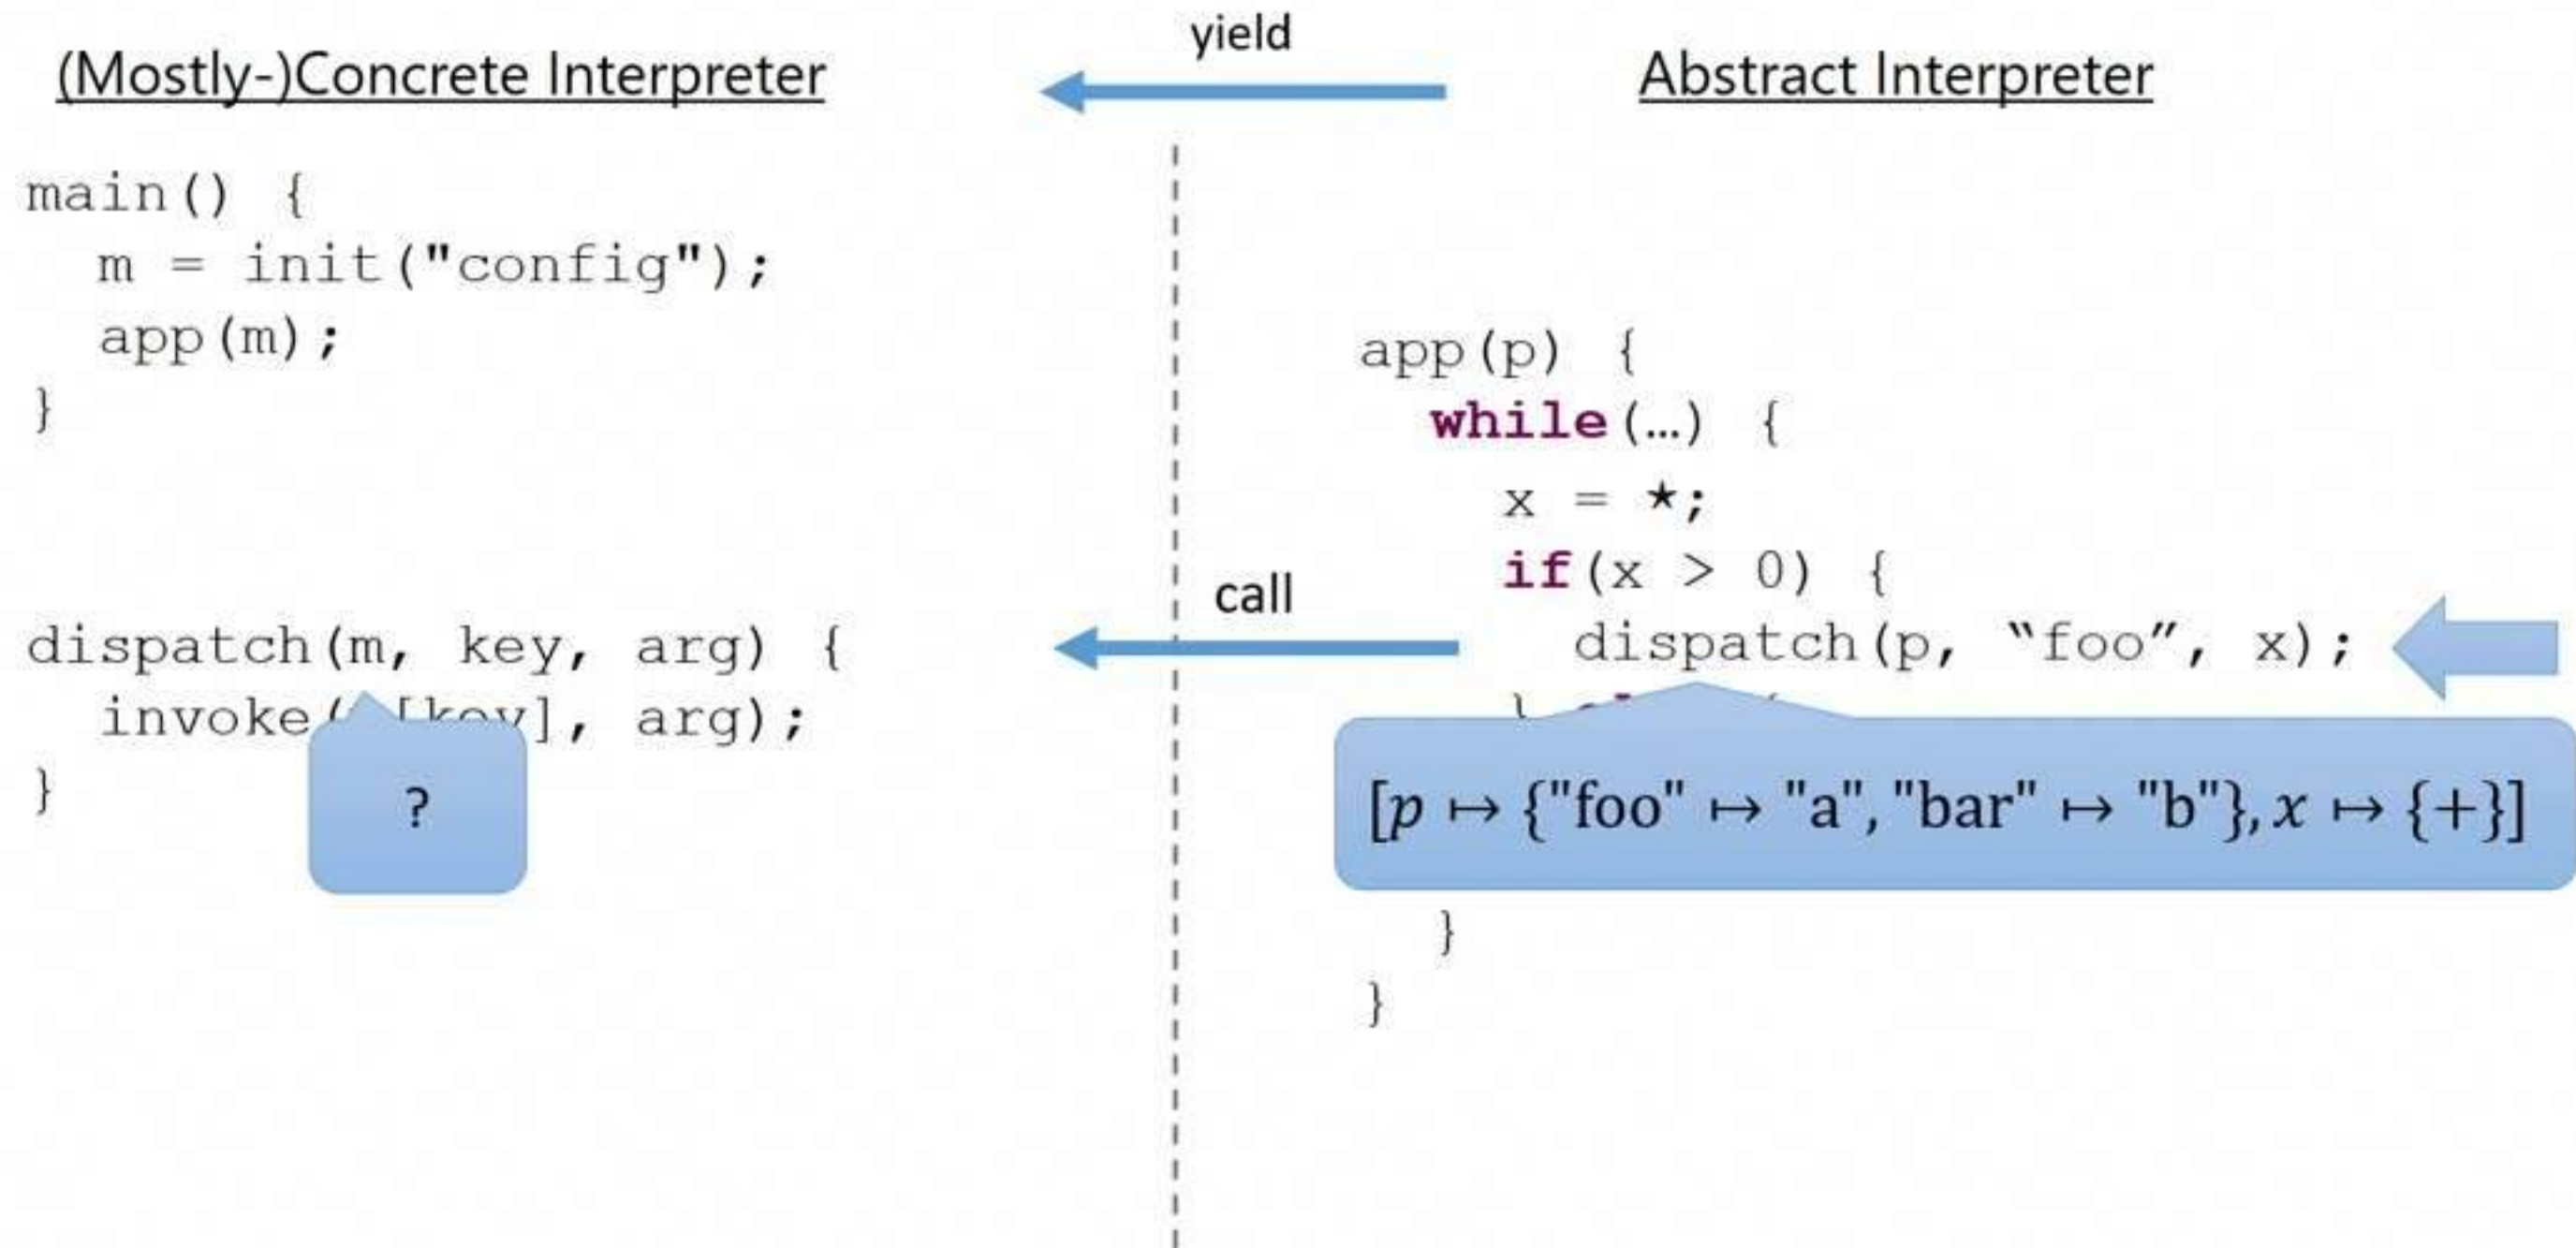 yield
(Mostly-)Concrete Interpreter
Abstract Interpreter
main() {
m = init("config");
app(m);
}
dispatch(m, key, arg) {
invoke( [key], arg);
}
?
call
app(p) {
while(…) {
x = ★;
if(x > 0) {
dispatch(p, “foo”, x);
}
[p ↦ {"foo" ↦ "a", "bar" ↦ "b"}, x ↦ {+}]
}
}